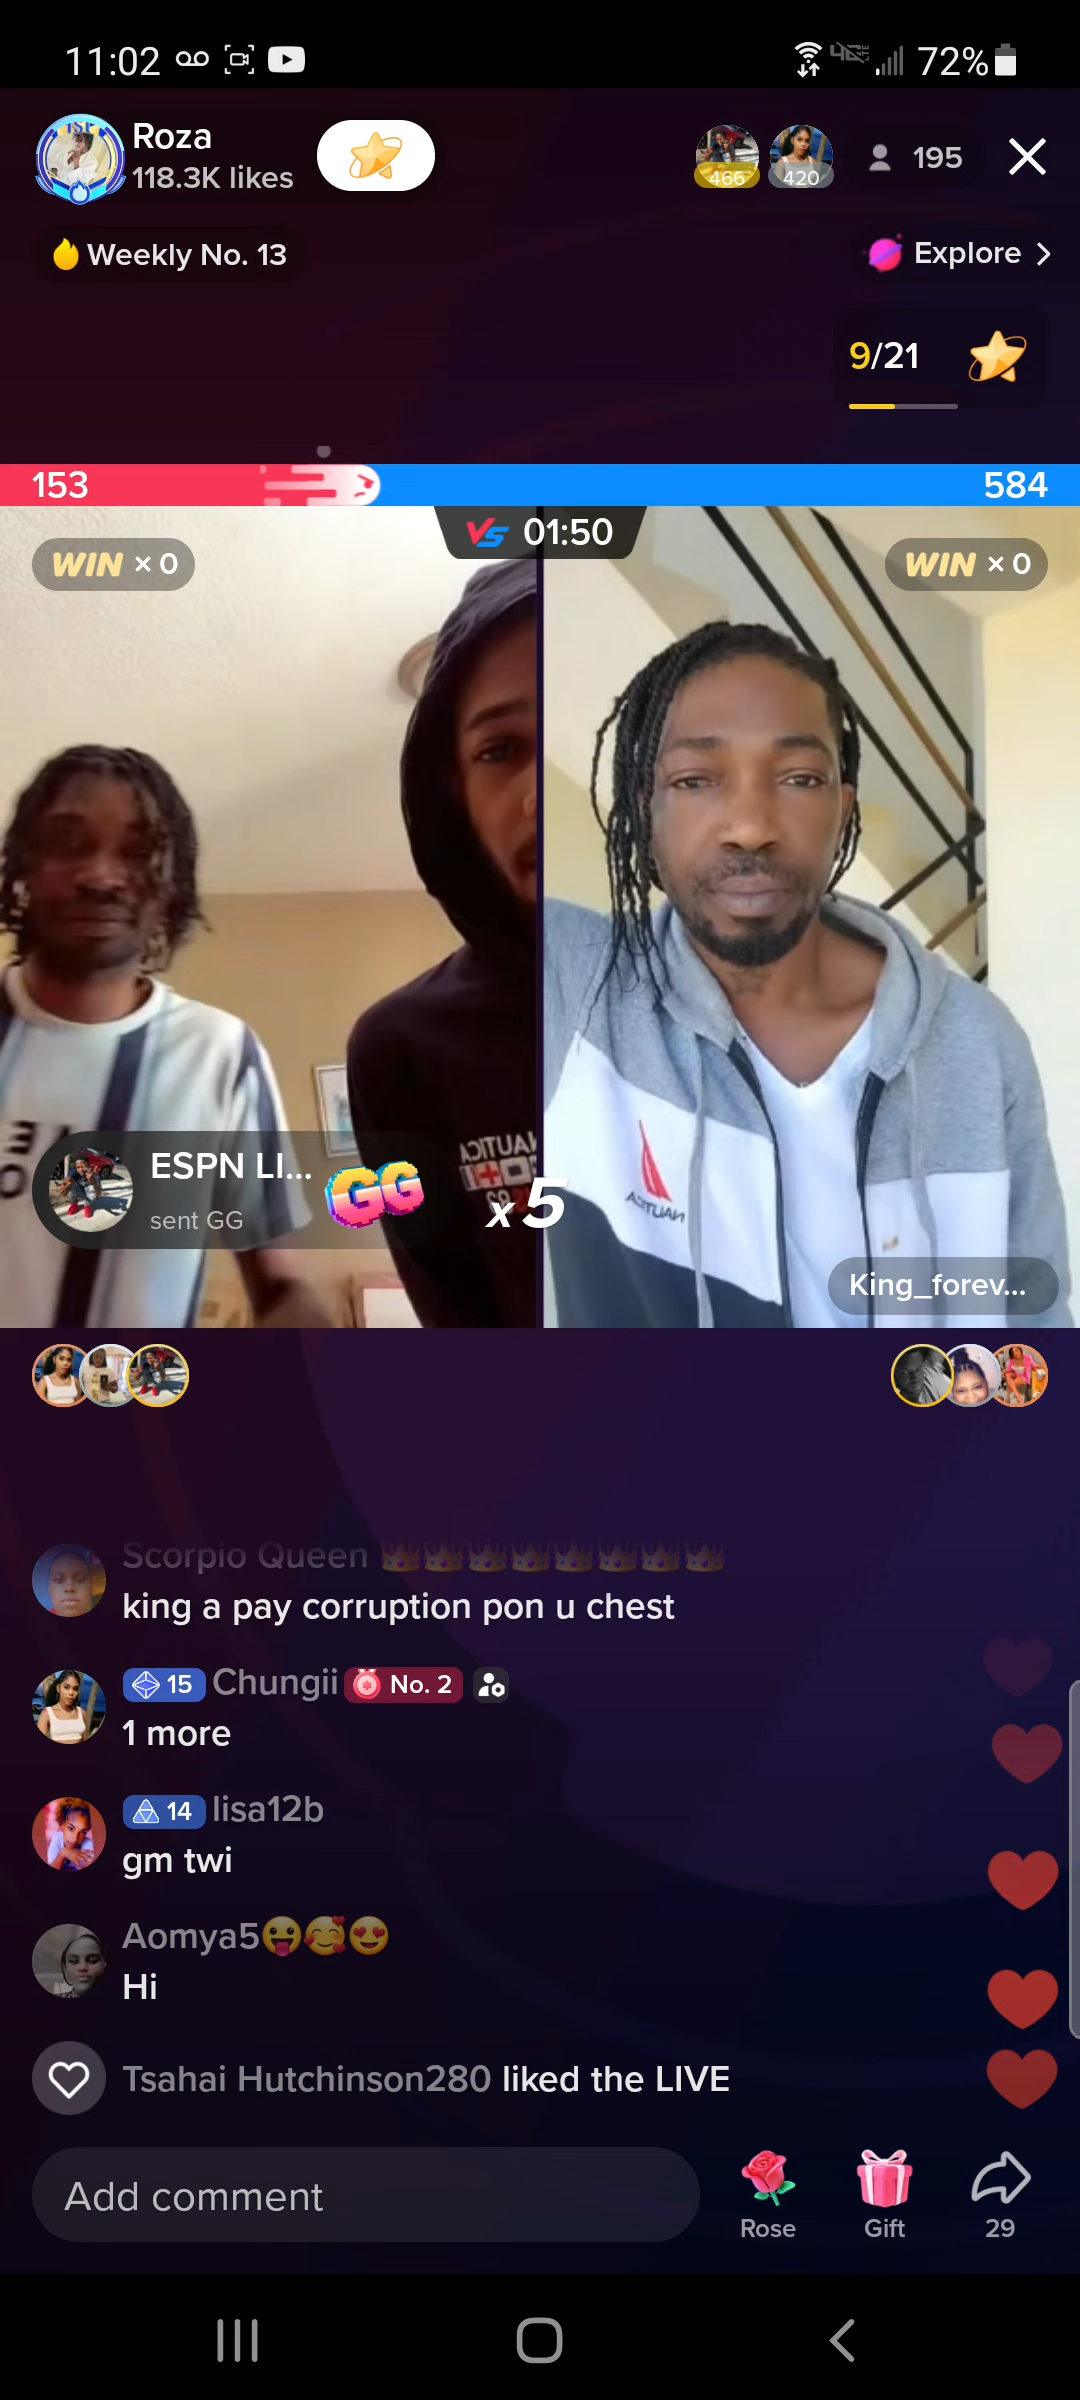 11:02
72%
Roza
118.3K likes
466
420
195
Weekly No. 13
Explore
9/21
153
584
VS 01:50
WIN × 0
WIN × 0
NAUTICA
NAUTICA
ESPN LI...
sent GG
GG
x5
King_forev...
Scorpio Queen 👑👑👑👑👑👑👑👑
king a pay corruption pon u chest
15 Chungii No. 2
1 more
14 lisa12b
gm twi
Aomya5😛🥰😍
Hi
Tsahai Hutchinson280 liked the LIVE
Add comment
Rose
Gift
29